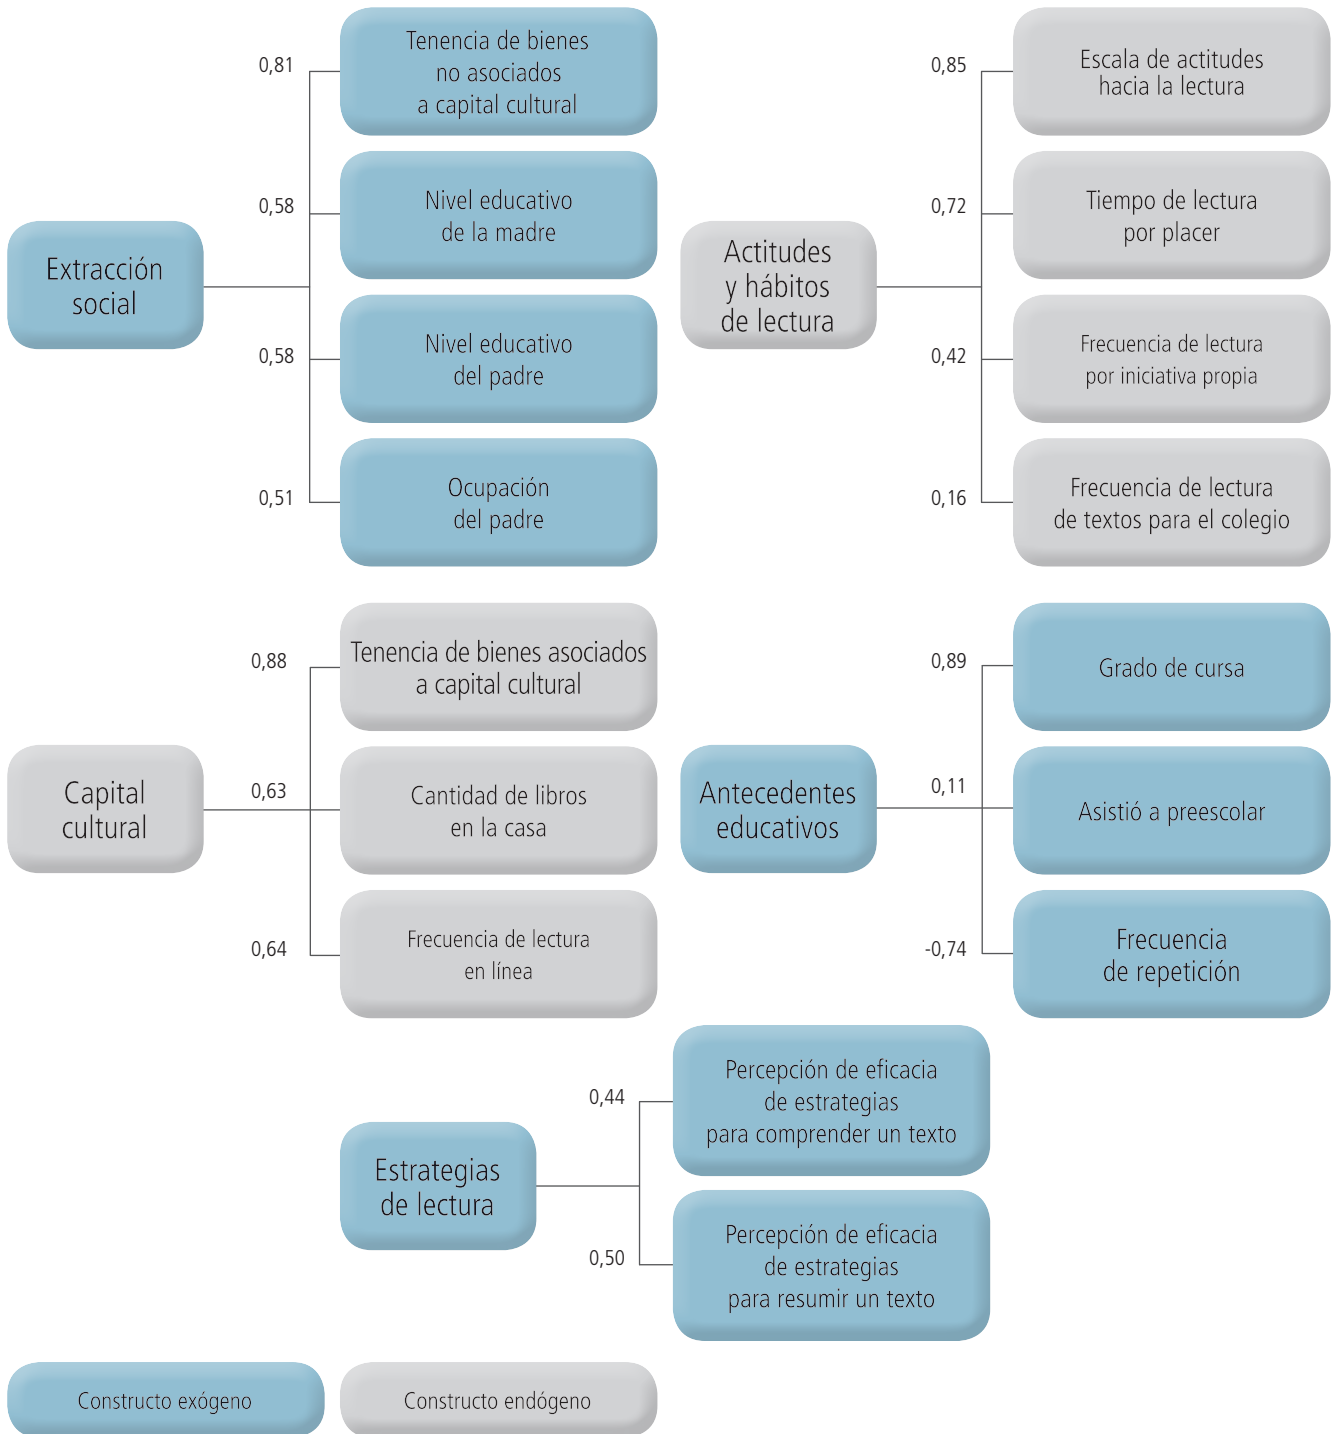 Extracción
social
0,81
Tenencia de bienes
no asociados
a capital cultural
0,58
Nivel educativo
de la madre
0,58
Nivel educativo
del padre
0,51
Ocupación
del padre
Actitudes
y hábitos
de lectura
0,85
Escala de actitudes
hacia la lectura
0,72
Tiempo de lectura
por placer
0,42
Frecuencia de lectura
por iniciativa propia
0,16
Frecuencia de lectura
de textos para el colegio
Capital
cultural
0,88
Tenencia de bienes asociados
a capital cultural
0,63
Cantidad de libros
en la casa
0,64
Frecuencia de lectura
en línea
Antecedentes
educativos
0,89
Grado de cursa
0,11
Asistió a preescolar
-0,74
Frecuencia
de repetición
Estrategias
de lectura
0,44
Percepción de eficacia
de estrategias
para comprender un texto
0,50
Percepción de eficacia
de estrategias
para resumir un texto
Constructo exógeno
Constructo endógeno